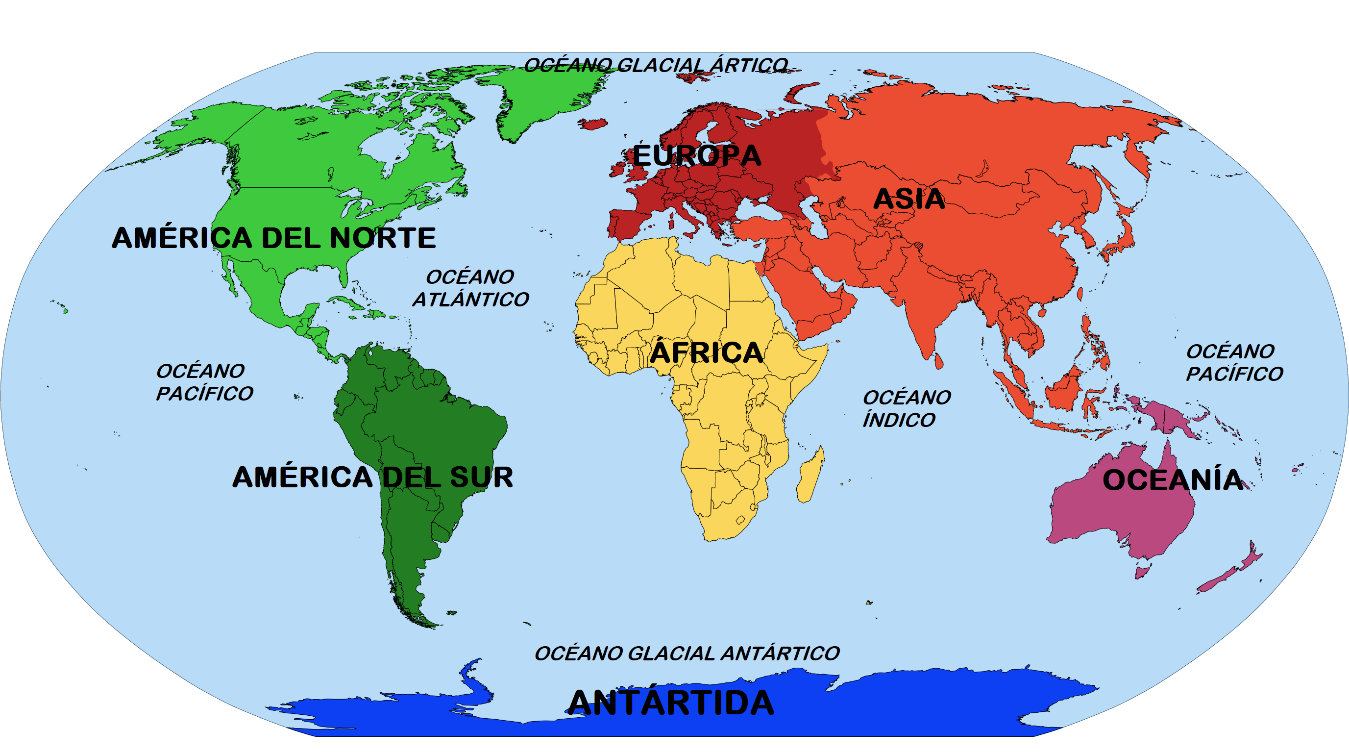 OCÉANO GLACIAL ÁRTICO
EUROPA
ASIA
AMÉRICA DEL NORTE
OCÉANO
ATLÁNTICO
ÁFRICA
OCÉANO
PACÍFICO
OCÉANO
PACÍFICO
OCÉANO
ÍNDICO
AMÉRICA DEL SUR
OCEANÍA
OCÉANO GLACIAL ANTÁRTICO
ANTÁRTIDA